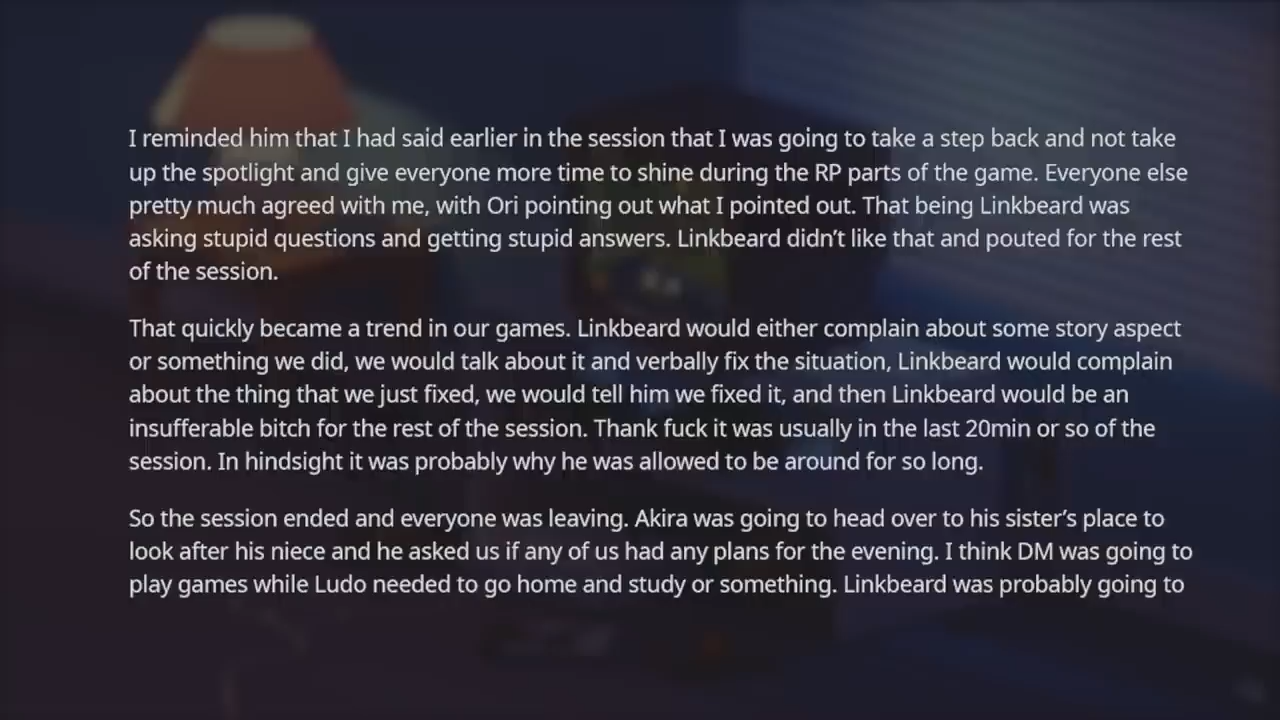 I reminded him that I had said earlier in the session that I was going to take a step back and not take
up the spotlight and give everyone more time to shine during the RP parts of the game. Everyone else
pretty much agreed with me, with Ori pointing out what I pointed out. That being Linkbeard was
asking stupid questions and getting stupid answers. Linkbeard didn’t like that and pouted for the rest
of the session.
That quickly became a trend in our games. Linkbeard would either complain about some story aspect
or something we did, we would talk about it and verbally fix the situation, Linkbeard would complain
about the thing that we just fixed, we would tell him we fixed it, and then Linkbeard would be an
insufferable bitch for the rest of the session. Thank fuck it was usually in the last 20min or so of the
session. In hindsight it was probably why he was allowed to be around for so long.
So the session ended and everyone was leaving. Akira was going to head over to his sister’s place to
look after his niece and he asked us if any of us had any plans for the evening. I think DM was going to
play games while Ludo needed to go home and study or something. Linkbeard was probably going to